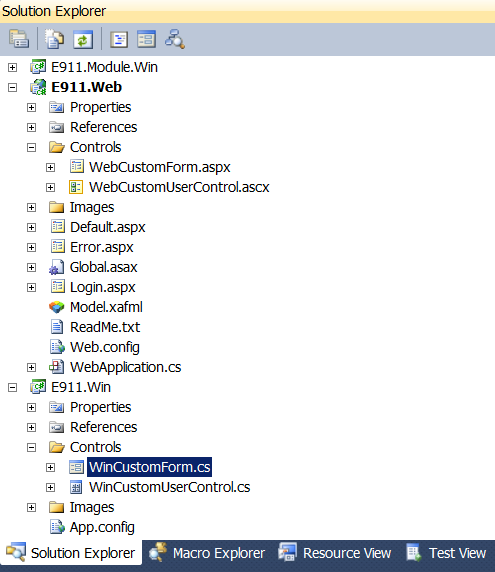 Solution Explorer
E911.Module.Win
E911.Web
Properties
References
Controls
WebCustomForm.aspx
WebCustomUserControl.ascx
Images
Default.aspx
Error.aspx
Global.asax
Login.aspx
Model.xafml
ReadMe.txt
Web.config
WebApplication.cs
E911.Win
Properties
References
Controls
WinCustomForm.cs
WinCustomUserControl.cs
Images
App.config
Solution Explorer Macro Explorer Resource View Test View